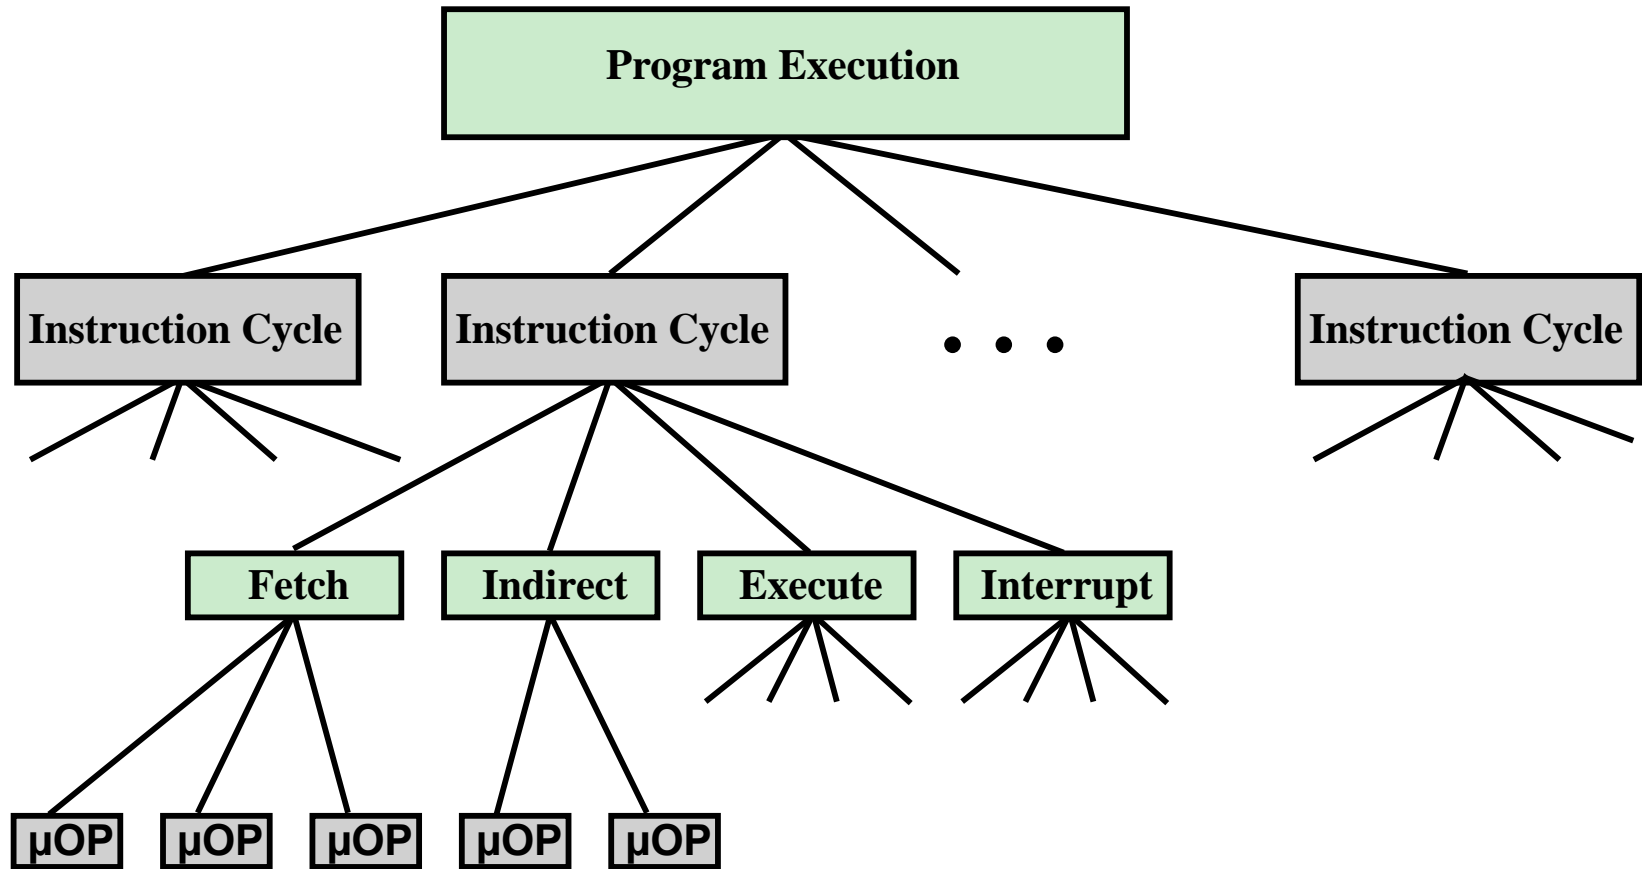 Program Execution
Instruction Cycle
Instruction Cycle
• • •
Instruction Cycle
Fetch
Indirect
Execute
Interrupt
µOP
µOP
µOP
µOP
µOP